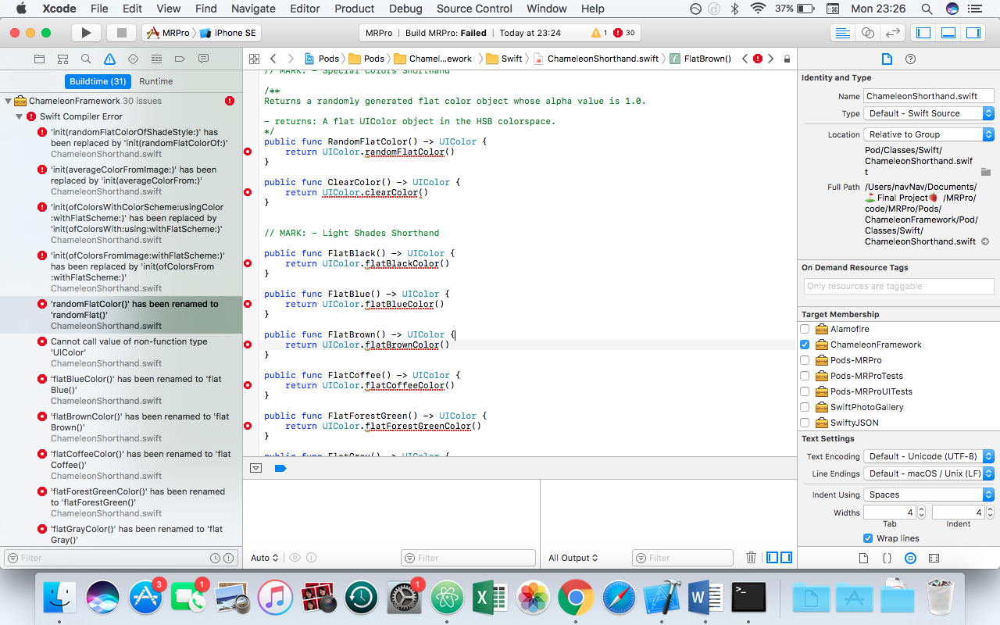 Xcode File Edit View Find Navigate Editor Product Debug Source Control Window Help
37% Mon 23:26
MRPro iPhone SE
MRPro | Build MRPro: Failed | Today at 23:24 1 30
Pods Pods Chamel...ework Swift ChameleonShorthand.swift FlatBrown()
Buildtime (31) Runtime
ChameleonFramework 30 issues
Swift Compiler Error
'init(randomFlatColorOfShadeStyle:)' has
been replaced by 'init(randomFlatColorOf:)'
ChameleonShorthand.swift
'init(averageColorFromImage:)' has been
replaced by 'init(averageColorFrom:)'
ChameleonShorthand.swift
'init(ofColorsWithColorScheme:usingColor
:withFlatScheme:)' has been replaced by
'init(ofColorsWith:using:withFlatScheme:)'
ChameleonShorthand.swift
'init(ofColorsFromImage:withFlatScheme:)'
has been replaced by 'init(ofColorsFrom
:withFlatScheme:)'
ChameleonShorthand.swift
'randomFlatColor()' has been renamed to
'randomFlat()'
ChameleonShorthand.swift
Cannot call value of non-function type
'UIColor'
ChameleonShorthand.swift
'flatBlueColor()' has been renamed to 'flat
Blue()'
ChameleonShorthand.swift
'flatBrownColor()' has been renamed to 'flat
Brown()'
ChameleonShorthand.swift
'flatCoffeeColor()' has been renamed to 'flat
Coffee()'
ChameleonShorthand.swift
'flatForestGreenColor()' has been renamed
to 'flatForestGreen()'
ChameleonShorthand.swift
'flatGrayColor()' has been renamed to 'flat
Gray()'
Filter
// MARK: - Special Colors Shorthand
/**
Returns a randomly generated flat color object whose alpha value is 1.0.
- returns: A flat UIColor object in the HSB colorspace.
*/
public func RandomFlatColor() -> UIColor {
return UIColor.randomFlatColor()
}
public func ClearColor() -> UIColor {
return UIColor.clearColor()
}
// MARK: - Light Shades Shorthand
public func FlatBlack() -> UIColor {
return UIColor.flatBlackColor()
}
public func FlatBlue() -> UIColor {
return UIColor.flatBlueColor()
}
public func FlatBrown() -> UIColor {
return UIColor.flatBrownColor()
}
public func FlatCoffee() -> UIColor {
return UIColor.flatCoffeeColor()
}
public func FlatForestGreen() -> UIColor {
return UIColor.flatForestGreenColor()
}
public func FlatGray() -> UIColor {
Auto
Filter
All Output
Filter
Identity and Type
Name ChameleonShorthand.swift
Type Default - Swift Source
Location Relative to Group
Pod/Classes/Swift/
ChameleonShorthand.swif
t
Full Path /Users/navNav/Documents/
Final Project /MRPro/
code/MRPro/Pods/
ChameleonFramework/Pod/
Classes/Swift/
ChameleonShorthand.swift
On Demand Resource Tags
Only resources are taggable
Target Membership
Alamofire
ChameleonFramework
Pods-MRPro
Pods-MRProTests
Pods-MRProUITests
SwiftPhotoGallery
SwiftyJSON
Text Settings
Text Encoding Default - Unicode (UTF-8)
Line Endings Default - macOS / Unix (LF)
Indent Using Spaces
Widths 4 4
Tab Indent
Wrap lines
3 1 1